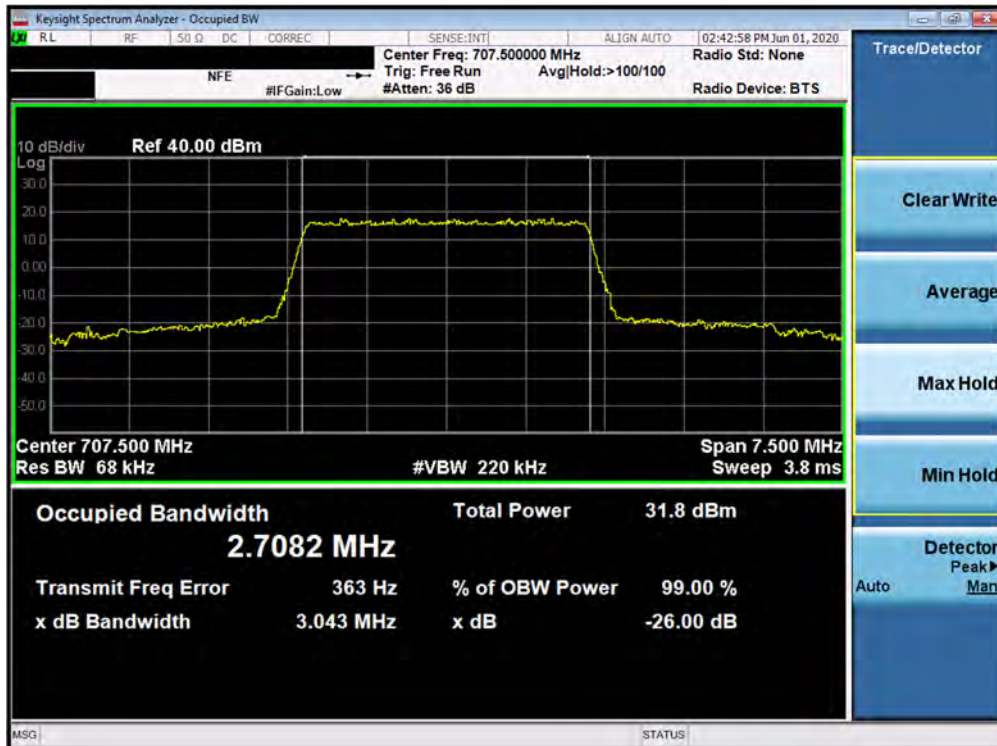 Keysight Spectrum Analyzer - Occupied BW
LXI RL RF 50 Ω DC CORREC SENSE:INT ALIGN AUTO 02:42:58 PM Jun 01, 2020
Center Freq: 707.500000 MHz Radio Std: None
NFE Trig: Free Run Avg|Hold:>100/100
#IFGain:Low #Atten: 36 dB Radio Device: BTS
Trace/Detector
10 dB/div Ref 40.00 dBm
Log
30.0
20.0
10.0
0.00
-10.0
-20.0
-30.0
-40.0
-50.0
Center 707.500 MHz Span 7.500 MHz
Res BW 68 kHz #VBW 220 kHz Sweep 3.8 ms
Occupied Bandwidth Total Power 31.8 dBm
2.7082 MHz
Transmit Freq Error 363 Hz % of OBW Power 99.00 %
x dB Bandwidth 3.043 MHz x dB -26.00 dB
Clear Write
Average
Max Hold
Min Hold
Detector
Peak▶
Auto Man
MSG STATUS